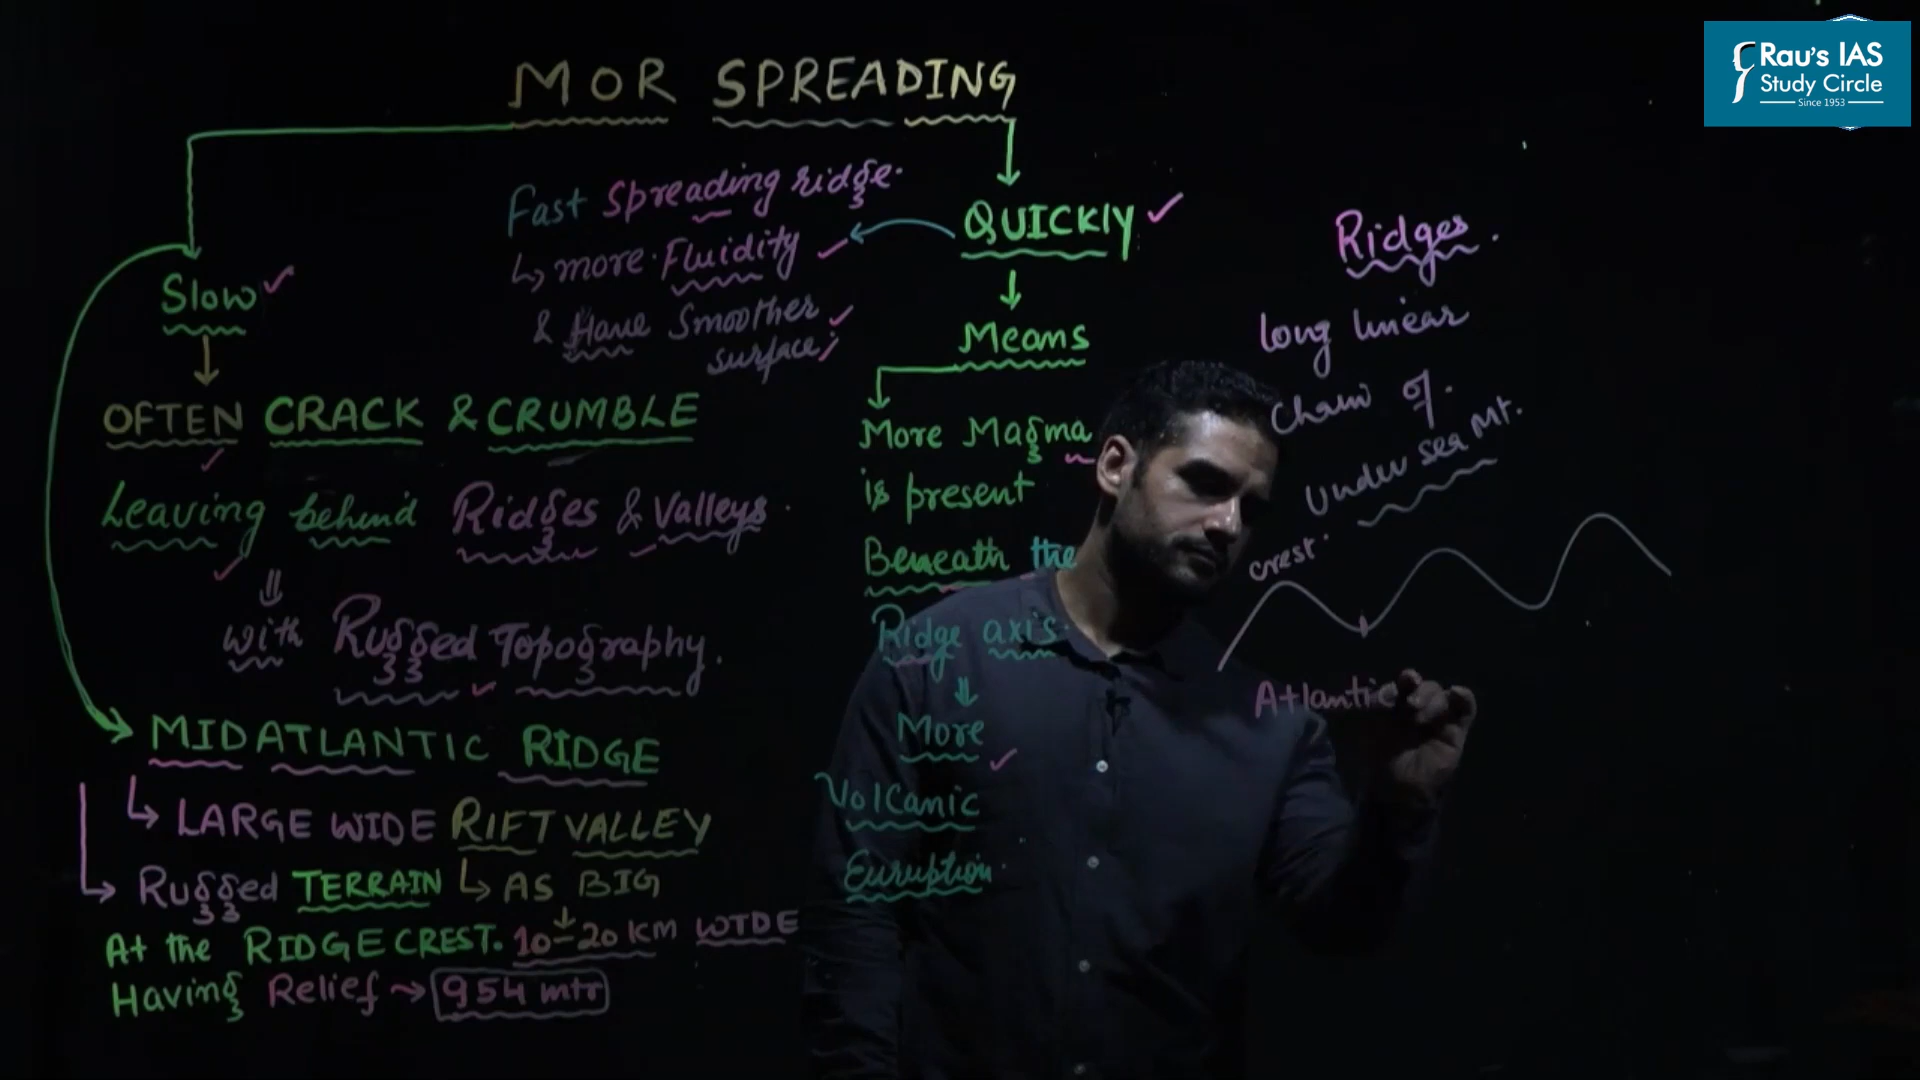 MOR SPREADING
Slow
OFTEN CRACK & CRUMBLE
Leaving behind Ridges & Valleys.
with Rugged Topography.
MID ATLANTIC RIDGE
LARGE WIDE RIFT VALLEY
Rugged TERRAIN AS BIG
At the RIDGE CREST. 10-20 KM WIDE
Having Relief 954 mtr
Fast Spreading ridge.
more Fluidity
& Have Smoother
surface;
QUICKLY
Means
More Magma
is present
Beneath the
Ridge axis.
More
Volcanic
Euruption.
Ridges.
long linear
Chain of.
Under sea Mt.
crest.
Atlantic
Rau's IAS
Study Circle
Since 1953